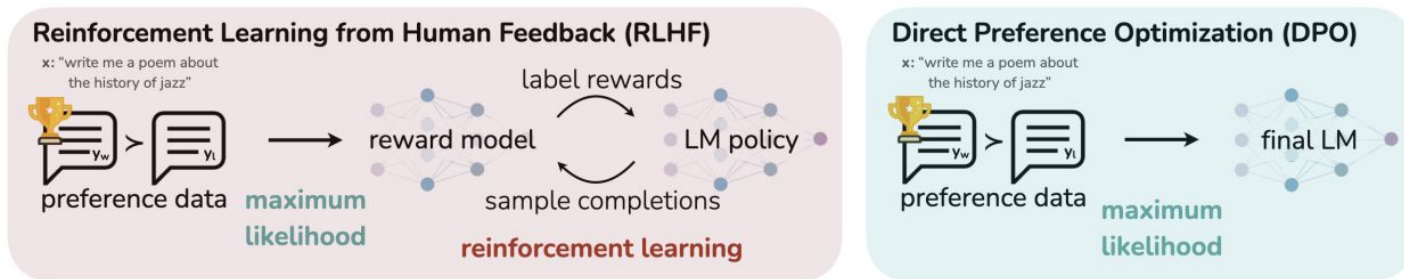 Reinforcement Learning from Human Feedback (RLHF)
x: “write me a poem about
the history of jazz”
label rewards
yw > yl
reward model
LM policy
preference data
maximum
likelihood
sample completions
reinforcement learning
Direct Preference Optimization (DPO)
x: “write me a poem about
the history of jazz”
yw > yl
final LM
preference data
maximum
likelihood